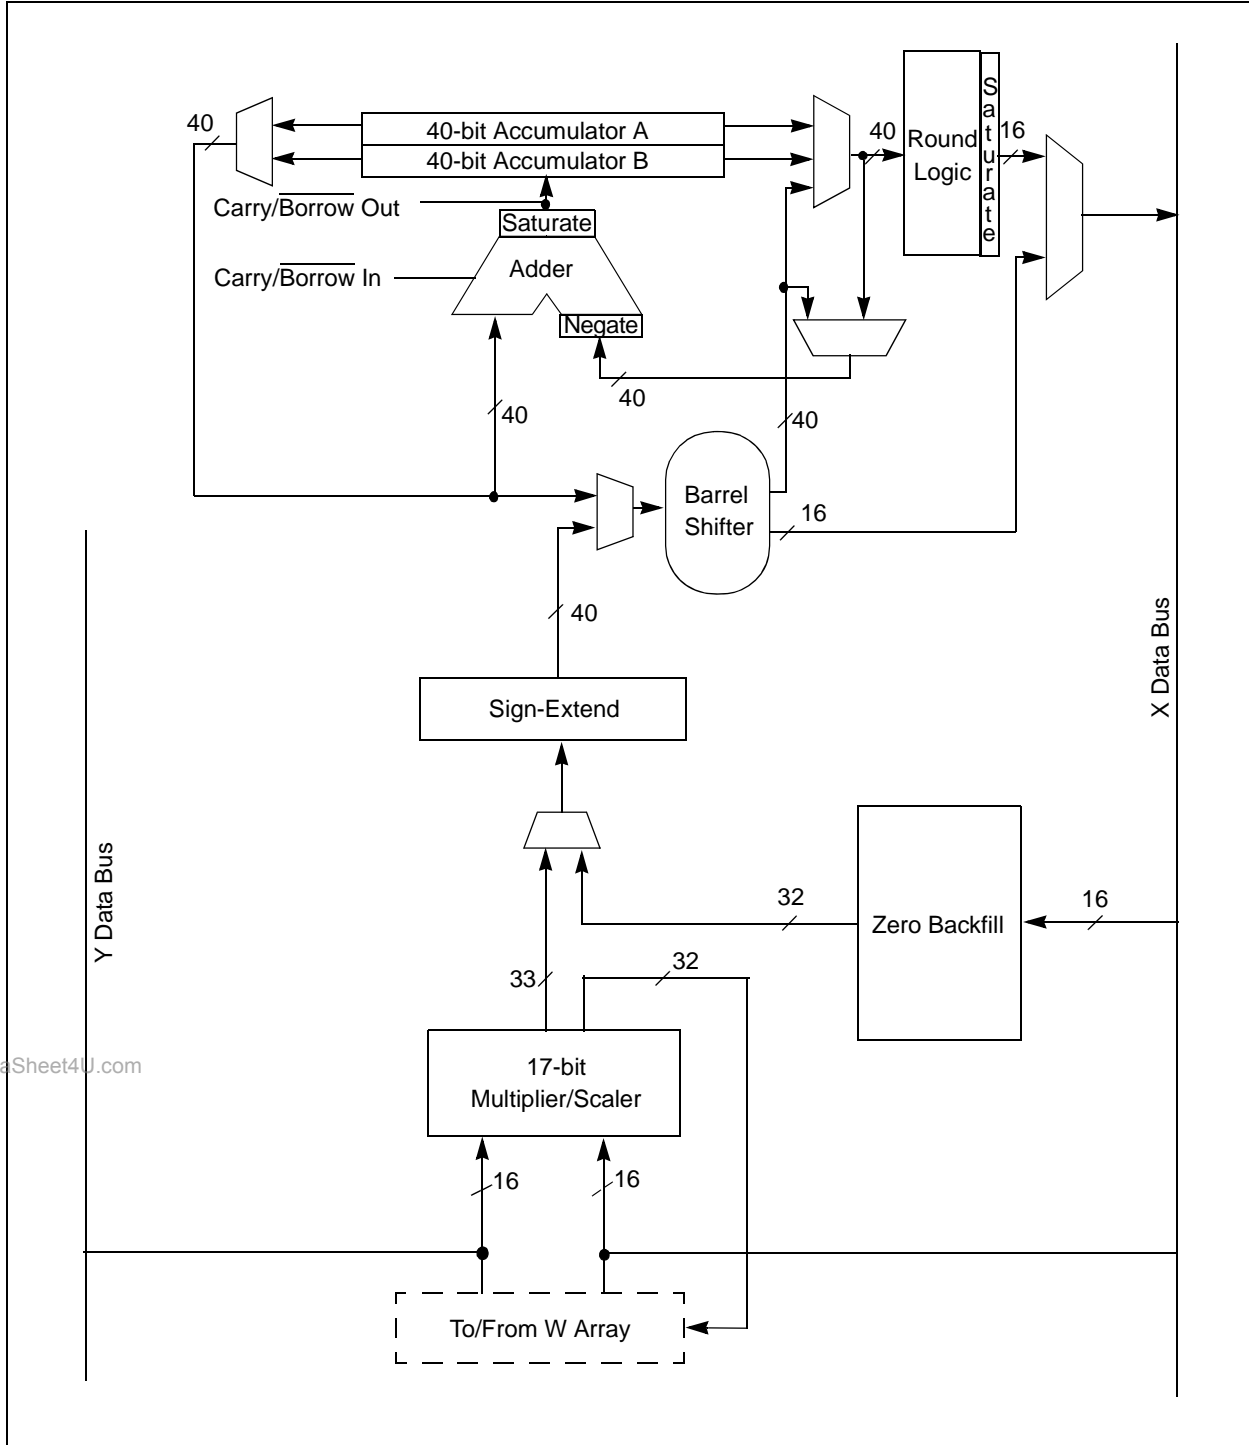 40
40-bit Accumulator A
40-bit Accumulator B
40
Round
Logic
Saturate
16
Carry/Borrow Out
Saturate
Carry/Borrow In
Adder
Negate
40
40
40
Barrel
Shifter
16
40
X Data Bus
Sign-Extend
Y Data Bus
32
Zero Backfill
16
33
32
17-bit
Multiplier/Scaler
aSheet4U.com
16
16
To/From W Array